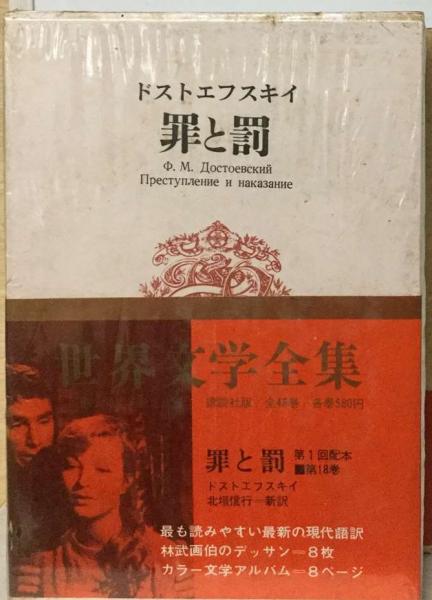 ドストエフスキイ
罪と罰
Ф. М. Достоевский
Преступление и наказание
世界文学全集
講談社版 全48巻 各巻580円
罪と罰 第1回配本
■第18巻
ドストエフスキイ
北垣信行＝新訳
最も読みやすい最新の現代語訳
林武画伯のデッサン＝8枚
カラー文学アルバム＝8ページ